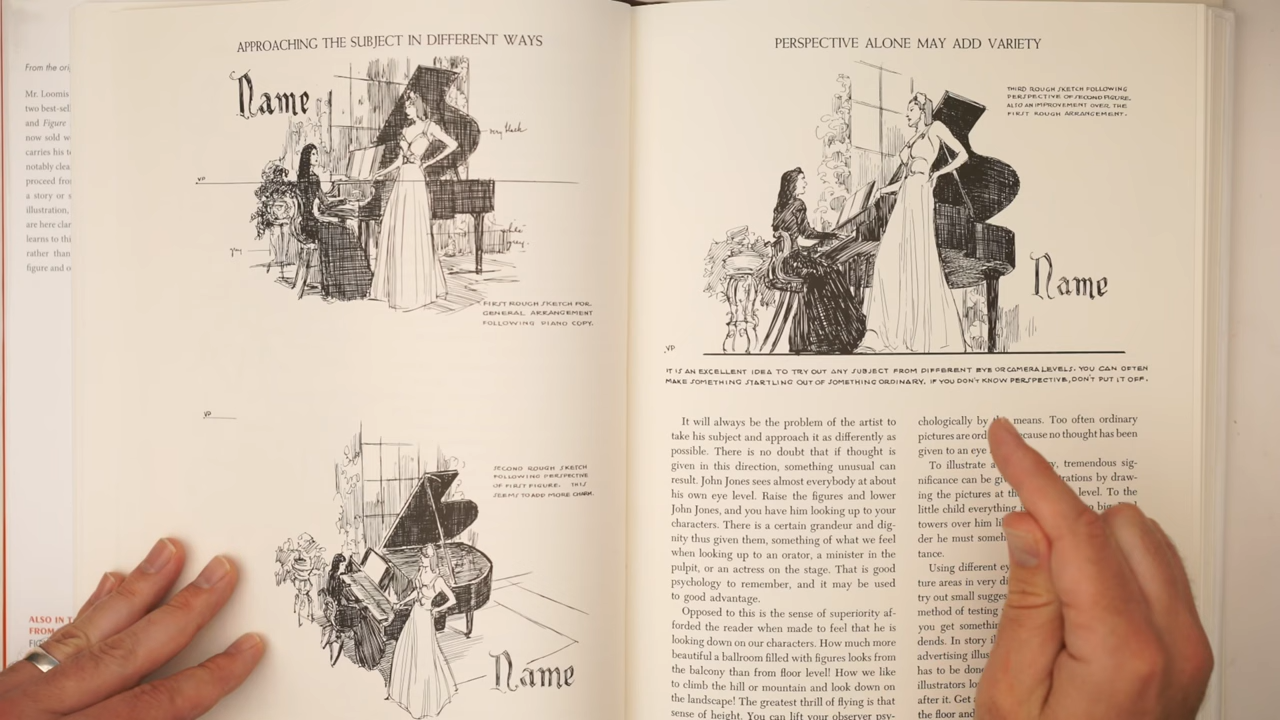 From the ori
Mr. Loomis
two best-sel
and Figure
now sold w
carries his t
notably clea
proceed fro
a story or s
illustration,
are here clar
learns to thi
rather than
figure and o
ALSO IN T
FROM
FIG
APPROACHING THE SUBJECT IN DIFFERENT WAYS
Name
very black
VP
gray
FIRST ROUGH SKETCH FOR
GENERAL ARRANGEMENT
FOLLOWING PIANO COPY.
VP
SECOND ROUGH SKETCH
FOLLOWING PERSPECTIVE
OF FIRST FIGURE. THIS
SEEMS TO ADD MORE CHARM.
Name
PERSPECTIVE ALONE MAY ADD VARIETY
THIRD ROUGH SKETCH FOLLOWING
PERSPECTIVE OF SECOND FIGURE.
ALSO AN IMPROVEMENT OVER THE
FIRST ROUGH ARRANGEMENT.
Name
VP
IT IS AN EXCELLENT IDEA TO TRY OUT ANY SUBJECT FROM DIFFERENT EYE OR CAMERA LEVELS. YOU CAN OFTEN
MAKE SOMETHING STARTLING OUT OF SOMETHING ORDINARY. IF YOU DON'T KNOW PERSPECTIVE, DON'T PUT IT OFF.
It will always be the problem of the artist to
take his subject and approach it as differently as
possible. There is no doubt that if thought is
given in this direction, something unusual can
result. John Jones sees almost everybody at about
his own eye level. Raise the figures and lower
John Jones, and you have him looking up to your
characters. There is a certain grandeur and dig-
nity thus given them, something of what we feel
when looking up to an orator, a minister in the
pulpit, or an actress on the stage. That is good
psychology to remember, and it may be used
to good advantage.
Opposed to this is the sense of superiority af-
forded the reader when made to feel that he is
looking down on our characters. How much more
beautiful a ballroom filled with figures looks from
the balcony than from floor level! How we like
to climb the hill or mountain and look down on
the landscape! The greatest thrill of flying is that
sense of height. You can lift your observer psy-
chologically by means. Too often ordinary
pictures are ord ecause no thought has been
given to an eye
To illustrate a tremendous sig-
nificance can be gi trations by draw-
ing the pictures at th level. To the
little child everything i big.
towers over him li
der he must someh
tance.
Using different ey
ture areas in very di
try out small sugges
method of testing
you get somethin
dends. In story il
advertising illus
has to be done
illustrators lo
after it. Get
the floor and